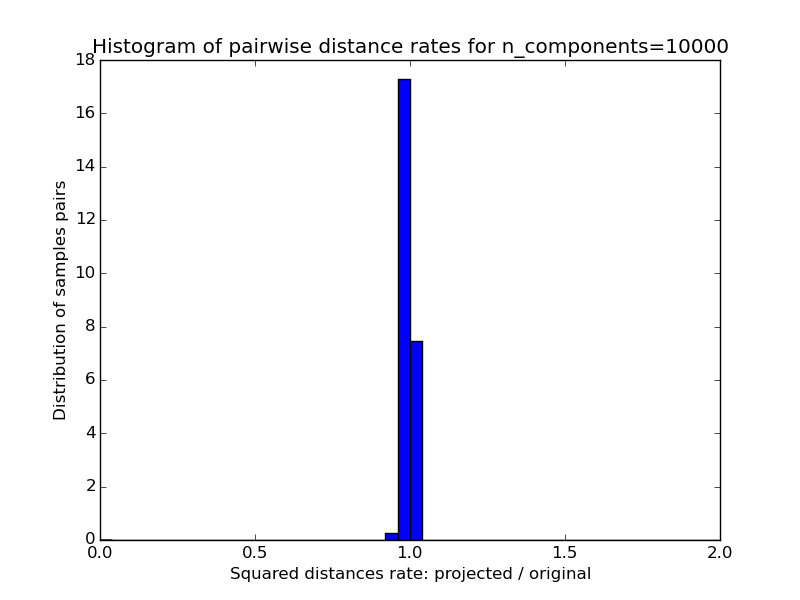 Histogram of pairwise distance rates for n_components=10000
18
16
14
12
10
8
6
4
2
0
Distribution of samples pairs
0.0 0.5 1.0 1.5 2.0
Squared distances rate: projected / original